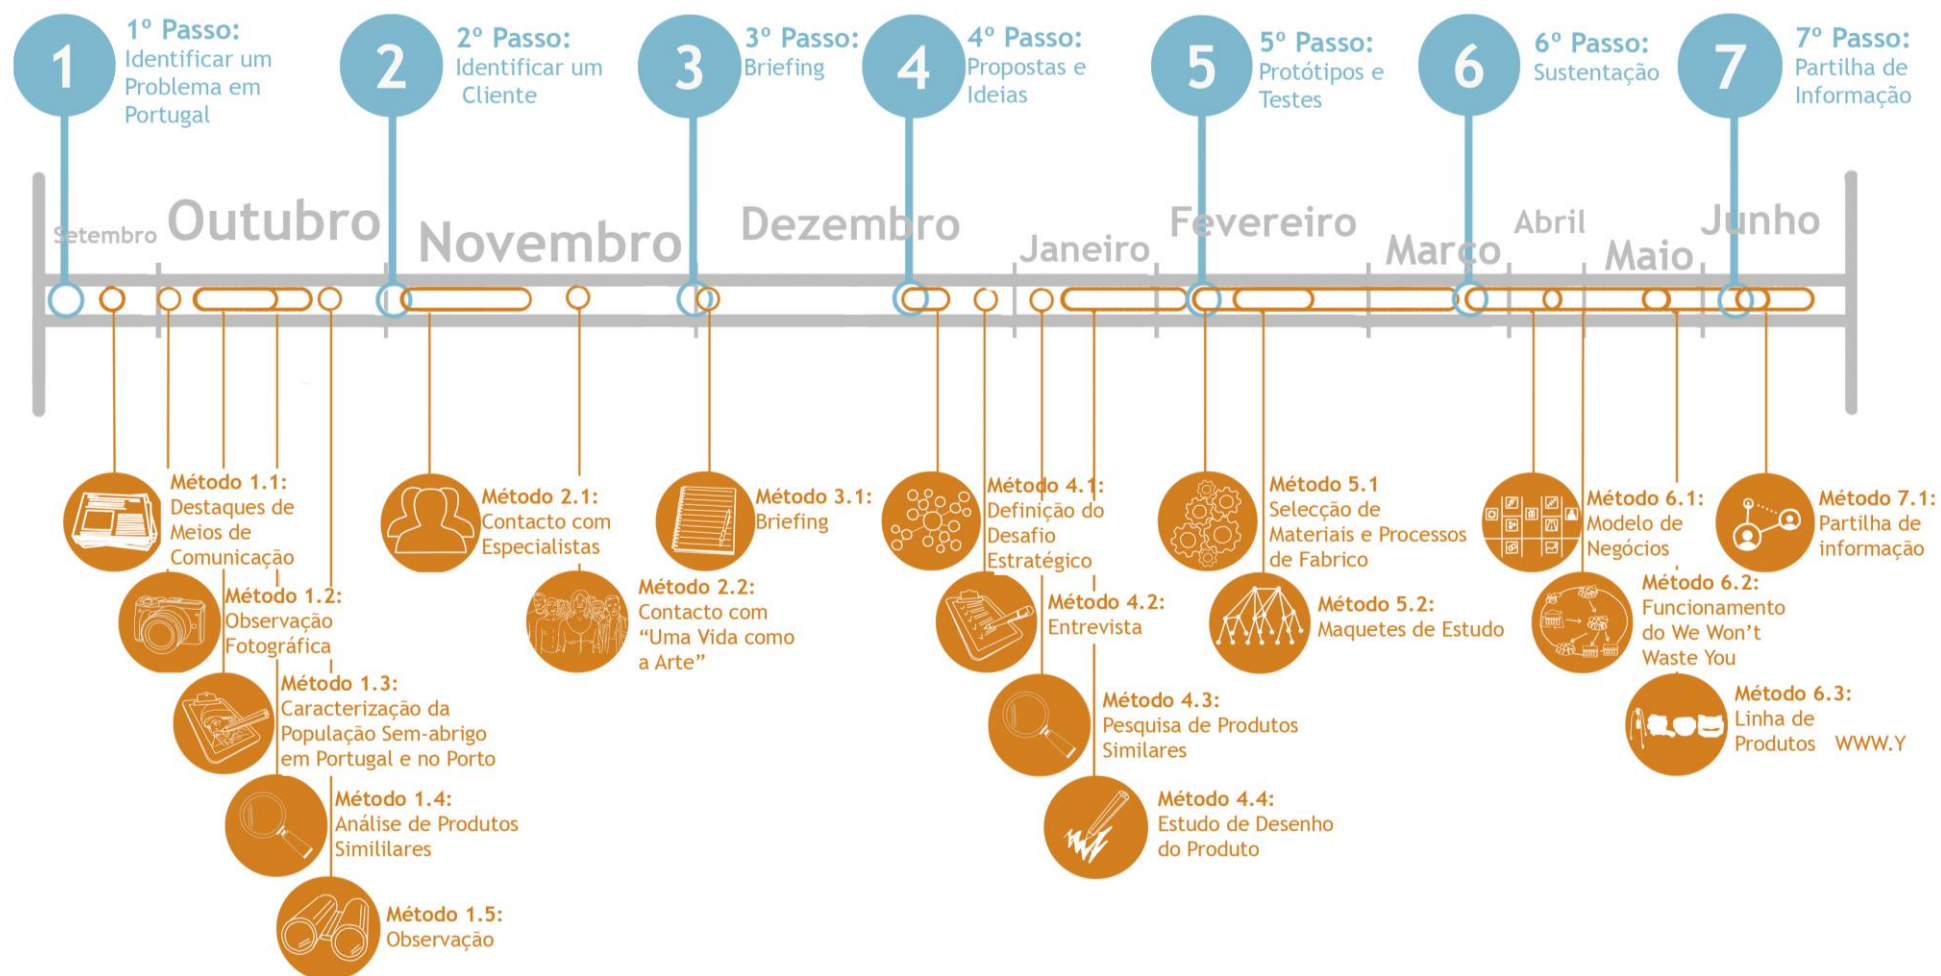 1
1º Passo:
Identificar um
Problema em
Portugal
2
2º Passo:
Identificar um
Cliente
3
3º Passo:
Briefing
4
4º Passo:
Propostas e
Ideias
5
5º Passo:
Protótipos e
Testes
6
6º Passo:
Sustentação
7
7º Passo:
Partilha de
Informação
Setembro
Outubro
Novembro
Dezembro
Janeiro
Fevereiro
Março
Abril
Maio
Junho
Método 1.1:
Destaques de
Meios de
Comunicação
Método 1.2:
Observação
Fotográfica
Método 1.3:
Caracterização da
População Sem-abrigo
em Portugal e no Porto
Método 1.4:
Análise de Produtos
Simililares
Método 1.5:
Observação
Método 2.1:
Contacto com
Especialistas
Método 2.2:
Contacto com
“Uma Vida como
a Arte”
Método 3.1:
Briefing
Método 4.1:
Definição do
Desafio
Estratégico
Método 4.2:
Entrevista
Método 4.3:
Pesquisa de Produtos
Similares
Método 4.4:
Estudo de Desenho
do Produto
Método 5.1
Selecção de
Materiais e Processos
de Fabrico
Método 5.2:
Maquetes de Estudo
Método 6.1:
Modelo de
Negócios
Método 6.2:
Funcionamento
do We Won’t
Waste You
Método 6.3:
Linha de
Produtos WWW.Y
Método 7.1:
Partilha de
informação